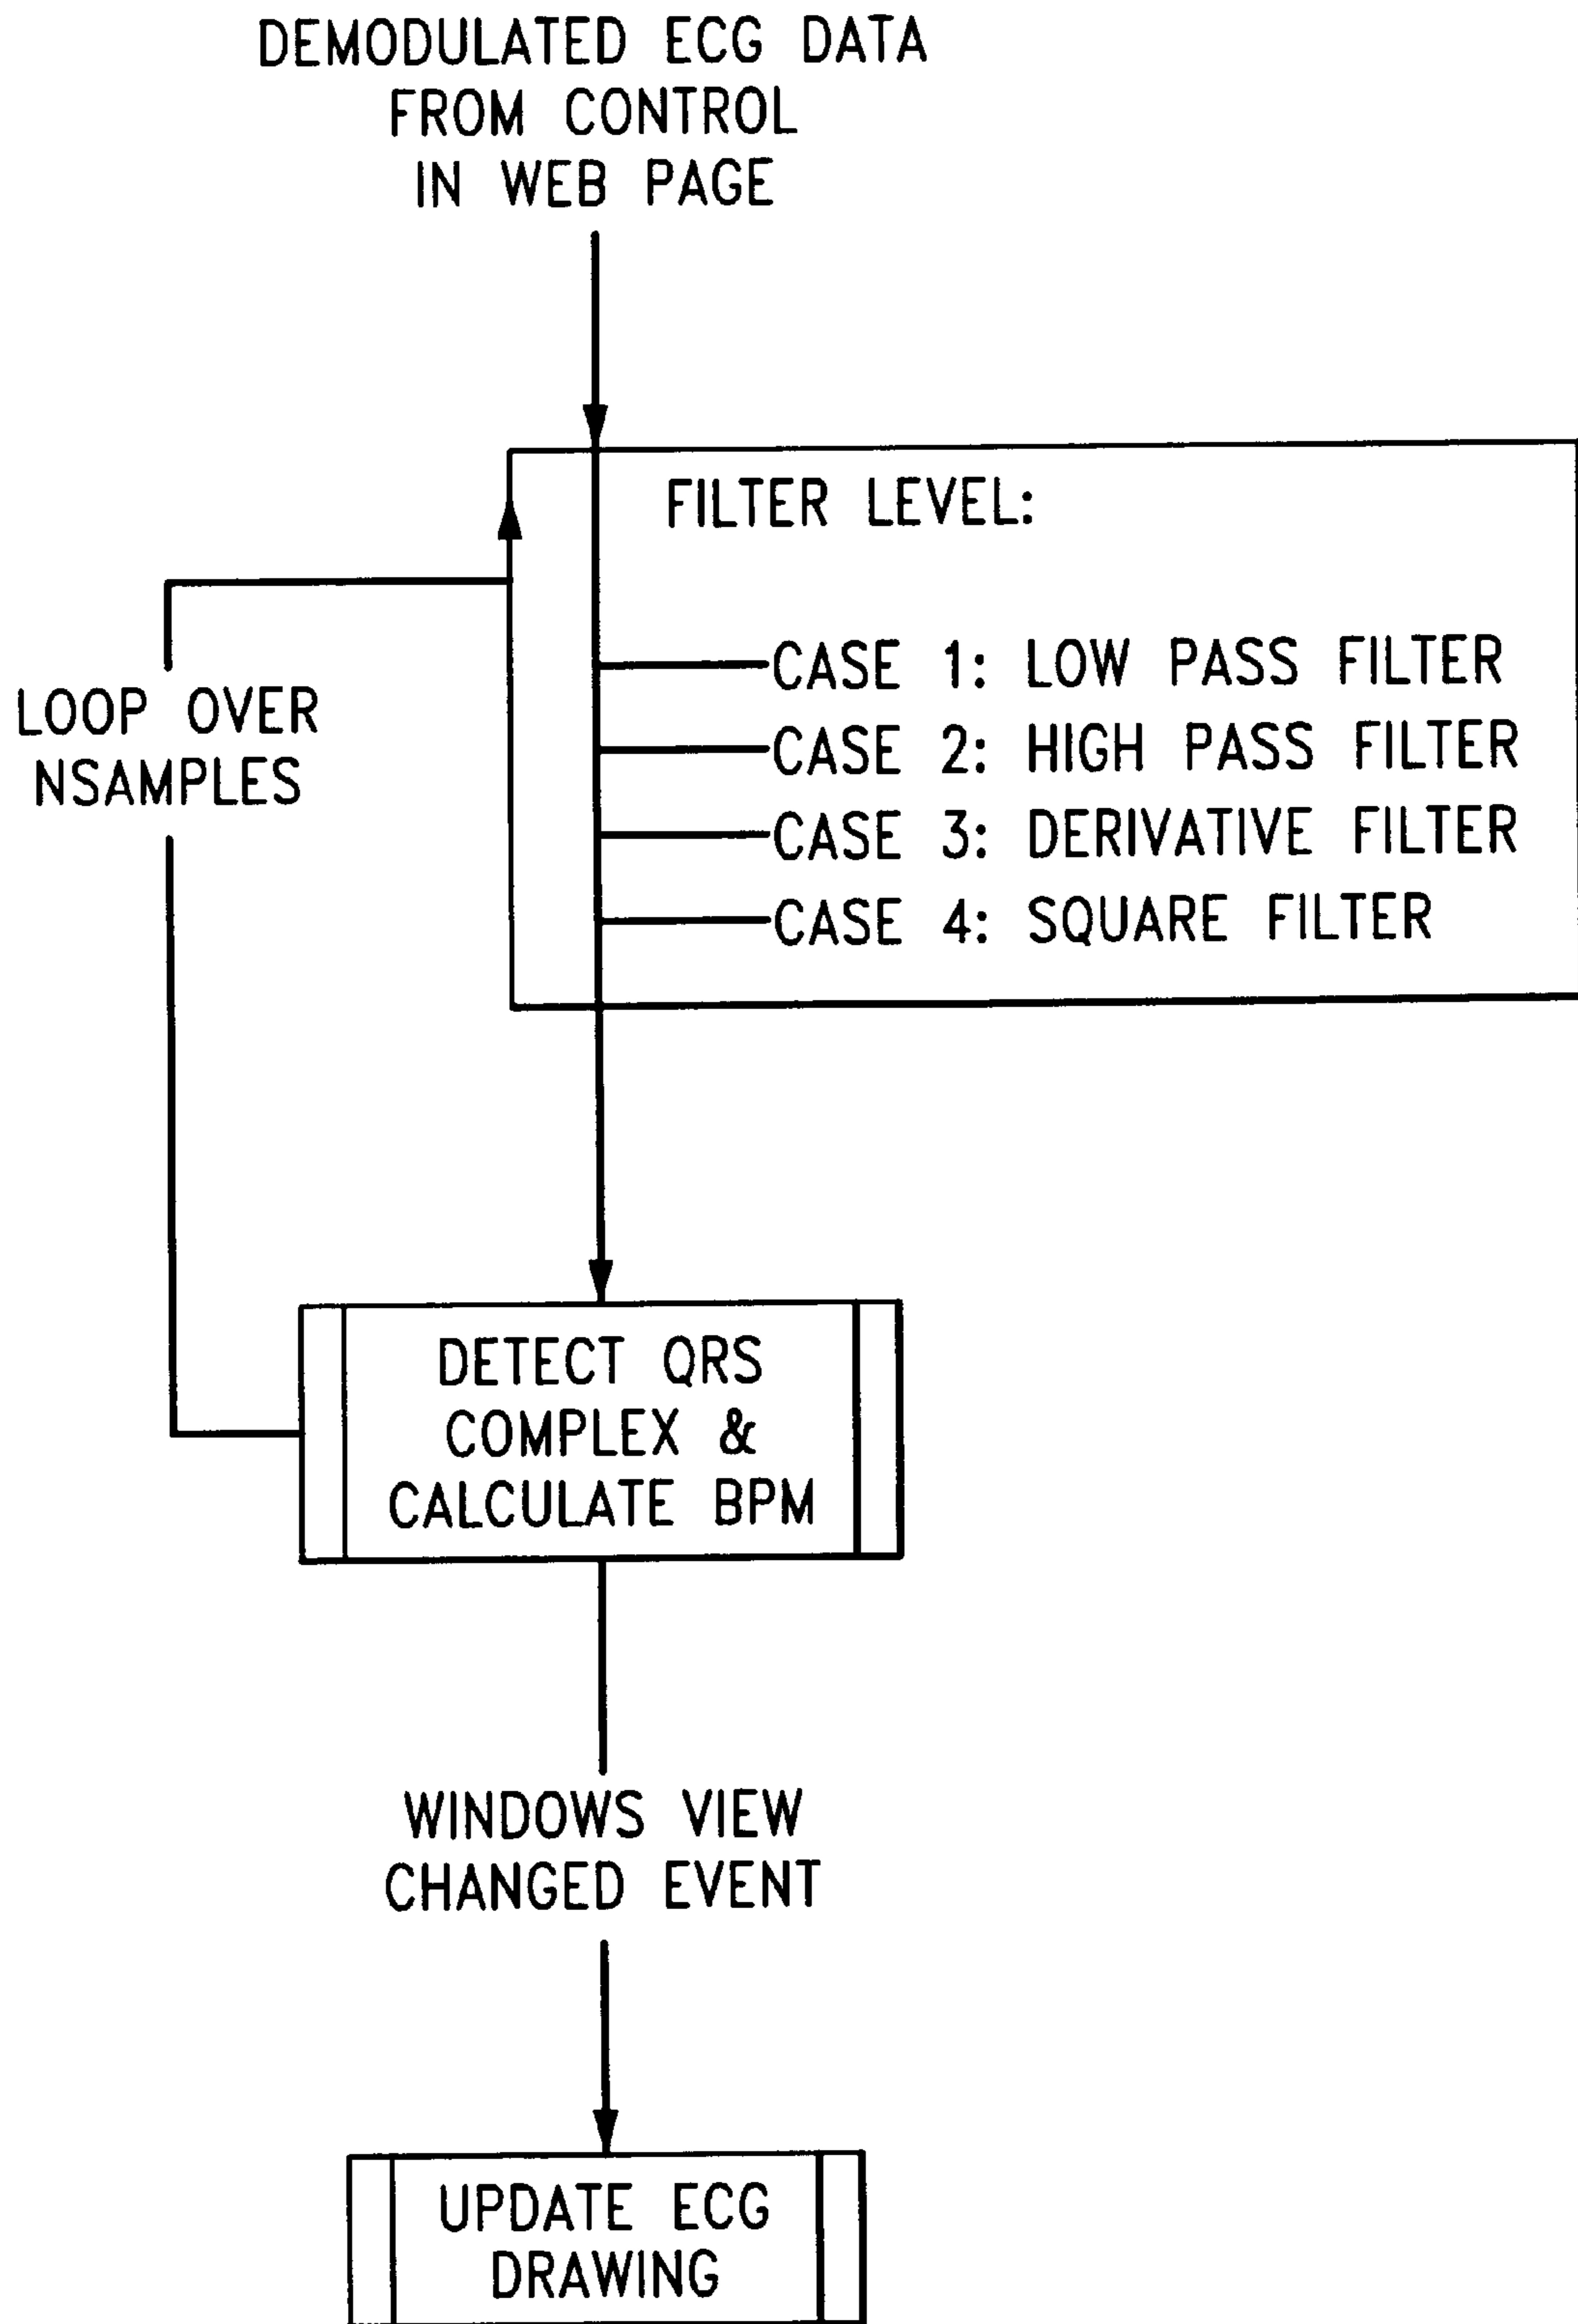 DEMODULATED ECG DATA
FROM CONTROL
IN WEB PAGE
FILTER LEVEL:
CASE 1: LOW PASS FILTER
CASE 2: HIGH PASS FILTER
CASE 3: DERIVATIVE FILTER
CASE 4: SQUARE FILTER
LOOP OVER
NSAMPLES
DETECT QRS
COMPLEX &
CALCULATE BPM
WINDOWS VIEW
CHANGED EVENT
UPDATE ECG
DRAWING